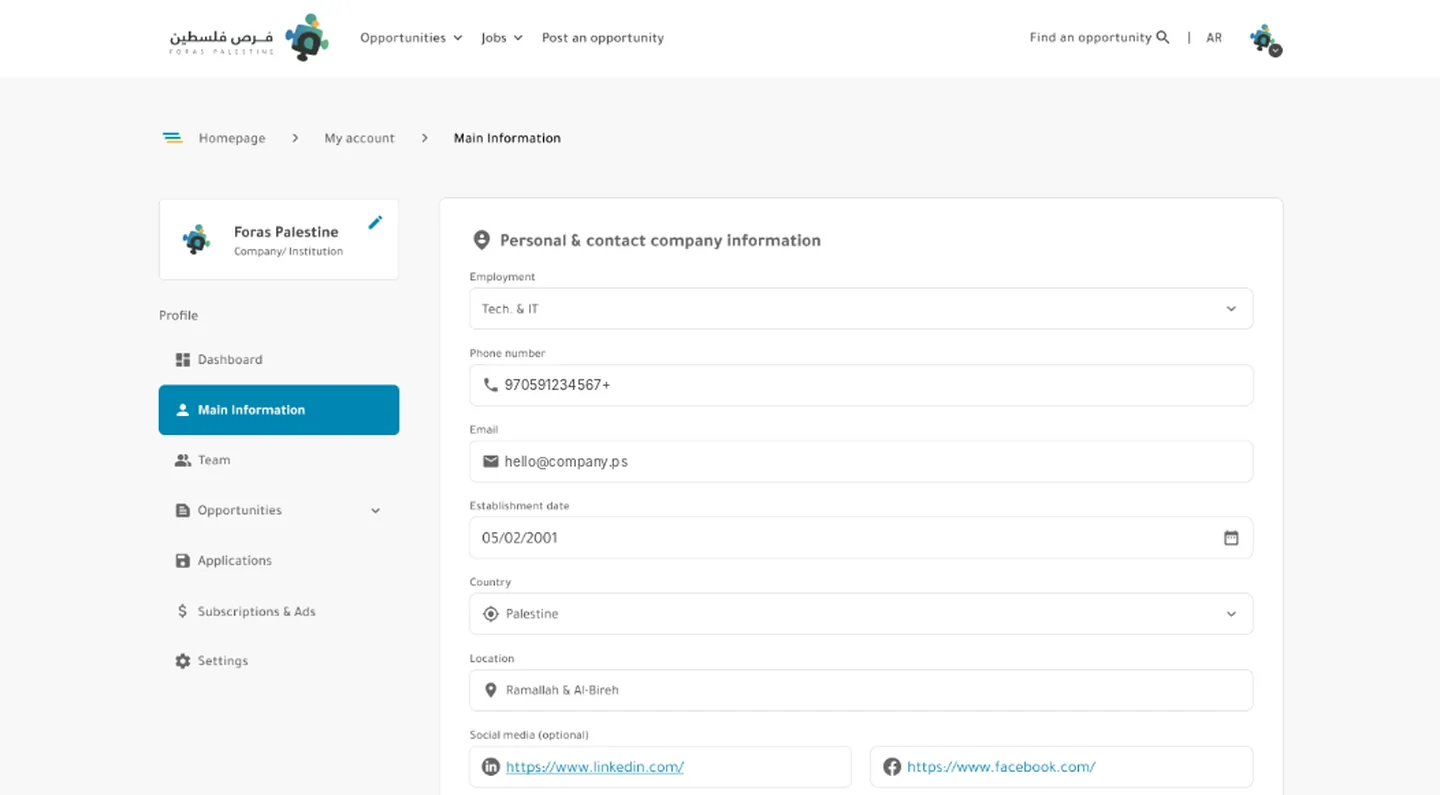 فـرص فلسطين
FORAS PALESTINE
Opportunities
Jobs
Post an opportunity
Find an opportunity
|
AR
Homepage > My account > Main Information
Foras Palestine
Company/ Institution
Profile
Dashboard
Main Information
Team
Opportunities
Applications
Subscriptions & Ads
Settings
Personal & contact company information
Employment
Tech. & IT
Phone number
970591234567+
Email
hello@company.ps
Establishment date
05/02/2001
Country
Palestine
Location
Ramallah & Al-Bireh
Social media (optional)
https://www.linkedin.com/
https://www.facebook.com/